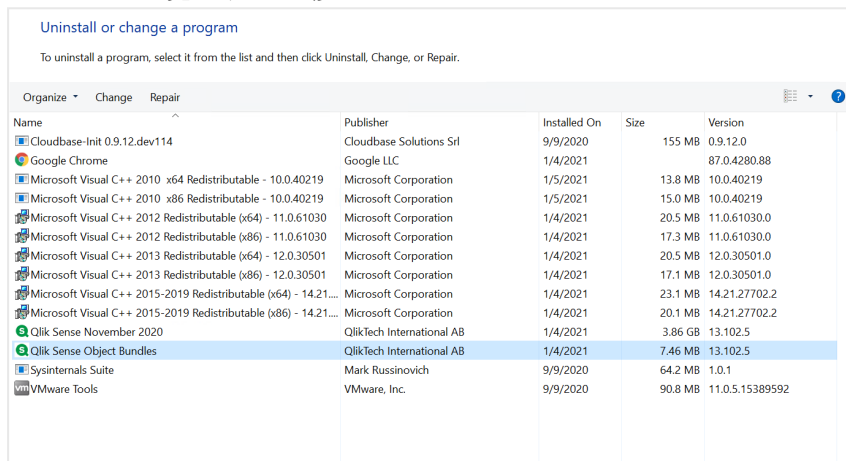 Uninstall or change a program
To uninstall a program, select it from the list and then click Uninstall, Change, or Repair.
Organize Change Repair ?
Name Publisher Installed On Size Version
Cloudbase-Init 0.9.12.dev114 Cloudbase Solutions Srl 9/9/2020 155 MB 0.9.12.0
Google Chrome Google LLC 1/4/2021 87.0.4280.88
Microsoft Visual C++ 2010 x64 Redistributable - 10.0.40219 Microsoft Corporation 1/5/2021 13.8 MB 10.0.40219
Microsoft Visual C++ 2010 x86 Redistributable - 10.0.40219 Microsoft Corporation 1/5/2021 15.0 MB 10.0.40219
Microsoft Visual C++ 2012 Redistributable (x64) - 11.0.61030 Microsoft Corporation 1/4/2021 20.5 MB 11.0.61030.0
Microsoft Visual C++ 2012 Redistributable (x86) - 11.0.61030 Microsoft Corporation 1/4/2021 17.3 MB 11.0.61030.0
Microsoft Visual C++ 2013 Redistributable (x64) - 12.0.30501 Microsoft Corporation 1/4/2021 20.5 MB 12.0.30501.0
Microsoft Visual C++ 2013 Redistributable (x86) - 12.0.30501 Microsoft Corporation 1/4/2021 17.1 MB 12.0.30501.0
Microsoft Visual C++ 2015-2019 Redistributable (x64) - 14.21.... Microsoft Corporation 1/4/2021 23.1 MB 14.21.27702.2
Microsoft Visual C++ 2015-2019 Redistributable (x86) - 14.21.... Microsoft Corporation 1/4/2021 20.1 MB 14.21.27702.2
Qlik Sense November 2020 QlikTech International AB 1/4/2021 3.86 GB 13.102.5
Qlik Sense Object Bundles QlikTech International AB 1/4/2021 7.46 MB 13.102.5
Sysinternals Suite Mark Russinovich 9/9/2020 64.2 MB 1.0.1
vm VMware Tools VMware, Inc. 9/9/2020 90.8 MB 11.0.5.15389592